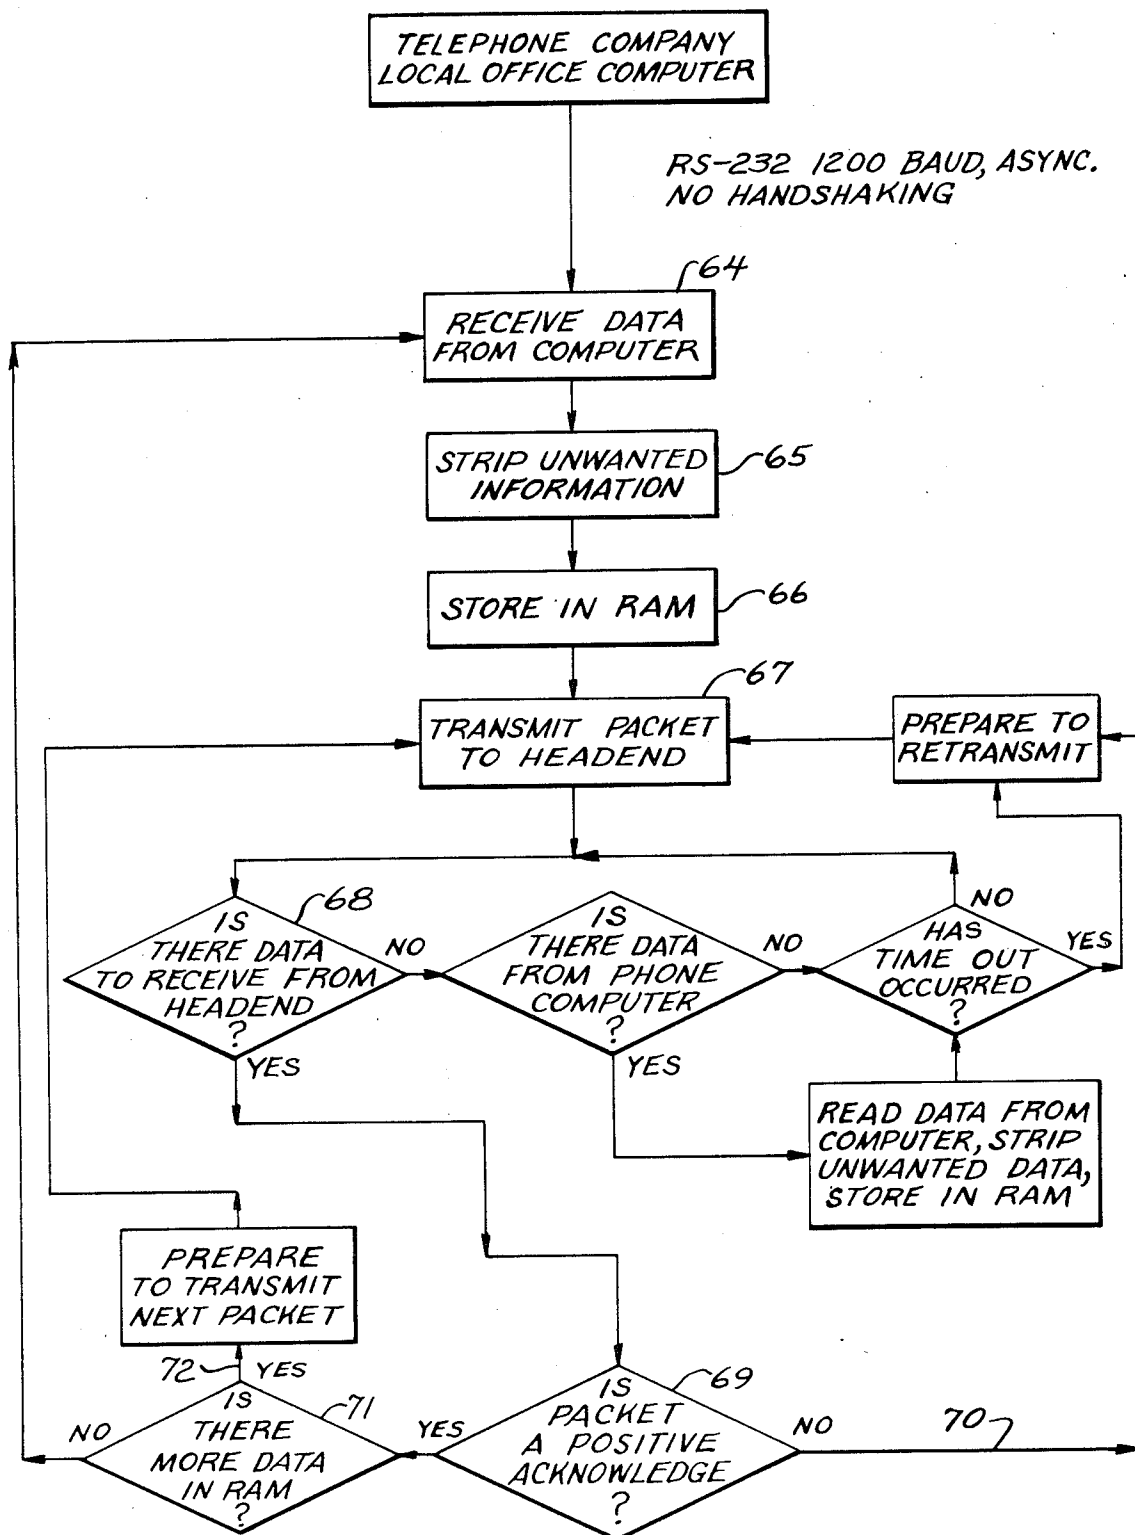 TELEPHONE COMPANY
LOCAL OFFICE COMPUTER
RS-232 1200 BAUD, ASYNC.
NO HANDSHAKING
64
RECEIVE DATA
FROM COMPUTER
STRIP UNWANTED
INFORMATION
65
STORE IN RAM
66
67
TRANSMIT PACKET
TO HEADEND
PREPARE TO
RETRANSMIT
68
IS
THERE DATA
TO RECEIVE FROM
HEADEND
?
NO
YES
IS
THERE DATA
FROM PHONE
COMPUTER
?
NO
YES
NO
HAS
TIME OUT
OCCURRED
?
YES
READ DATA FROM
COMPUTER, STRIP
UNWANTED DATA,
STORE IN RAM
PREPARE
TO TRANSMIT
NEXT PACKET
72
YES
NO
IS
THERE
MORE DATA
IN RAM
?
71
YES
IS
PACKET
A POSITIVE
ACKNOWLEDGE
?
69
NO
70